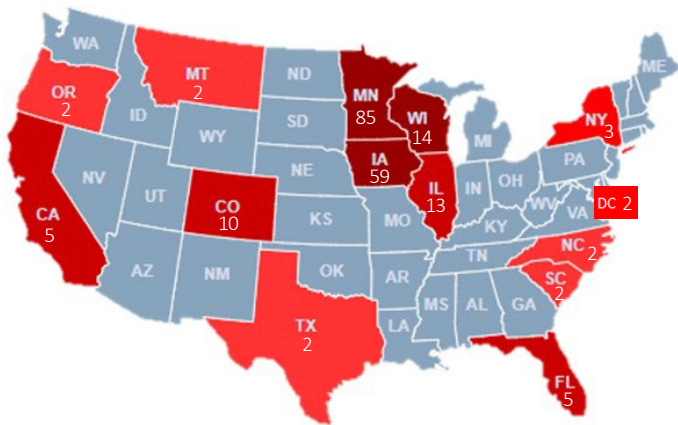 WA
MT
2
ND
MN
85
ME
OR
2
ID
SD
WI
14
MI
NY
3
WY
IA
59
NE
PA
NV
UT
CO
10
IL
13
IN
OH
CA
5
KS
MO
WV
VA
DC 2
KY
AZ
NM
OK
AR
TN
NC
2
SC
2
MS
AL
GA
TX
2
LA
FL
5